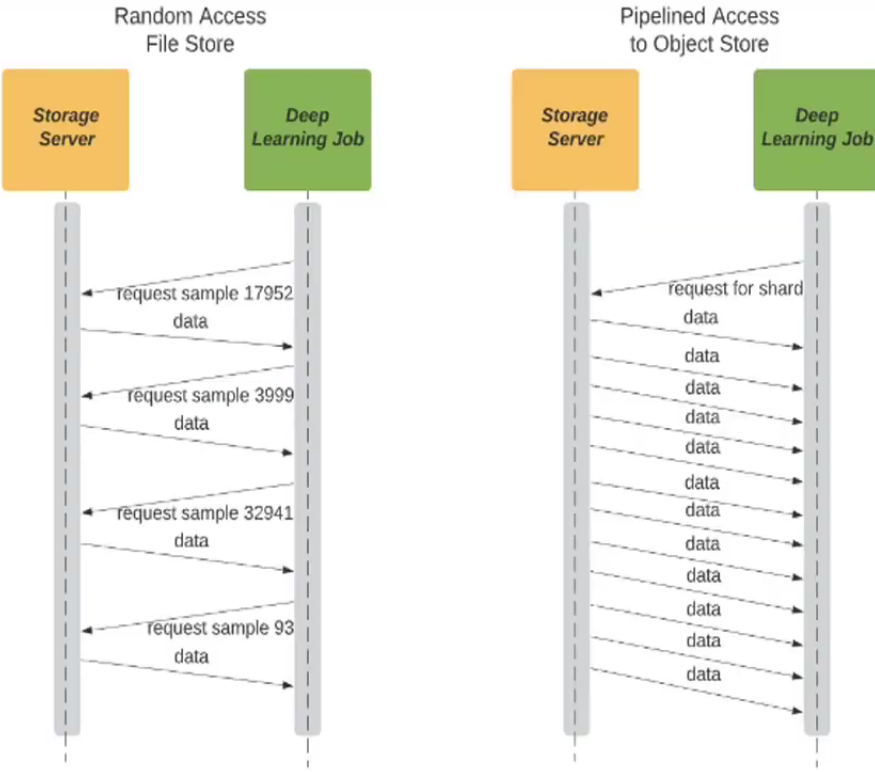 Random Access
File Store
Storage
Server
Deep
Learning Job
request sample 17952
data
request sample 3999
data
request sample 32941
data
request sample 93
data
Pipelined Access
to Object Store
Storage
Server
Deep
Learning Job
request for shard
data
data
data
data
data
data
data
data
data
data
data
data